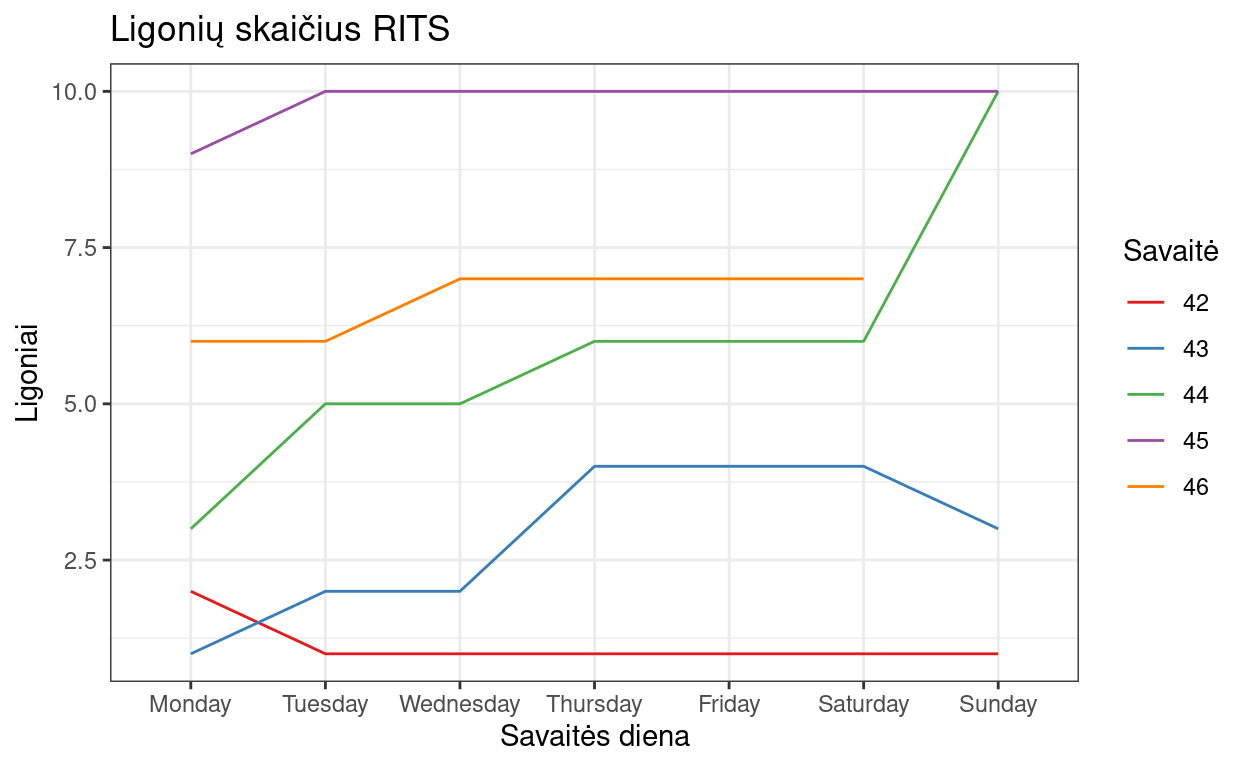 Ligonių skaičius RITS
10.0
7.5
5.0
2.5
Ligoniai
Monday Tuesday Wednesday Thursday Friday Saturday Sunday
Savaitės diena
Savaitė
42
43
44
45
46